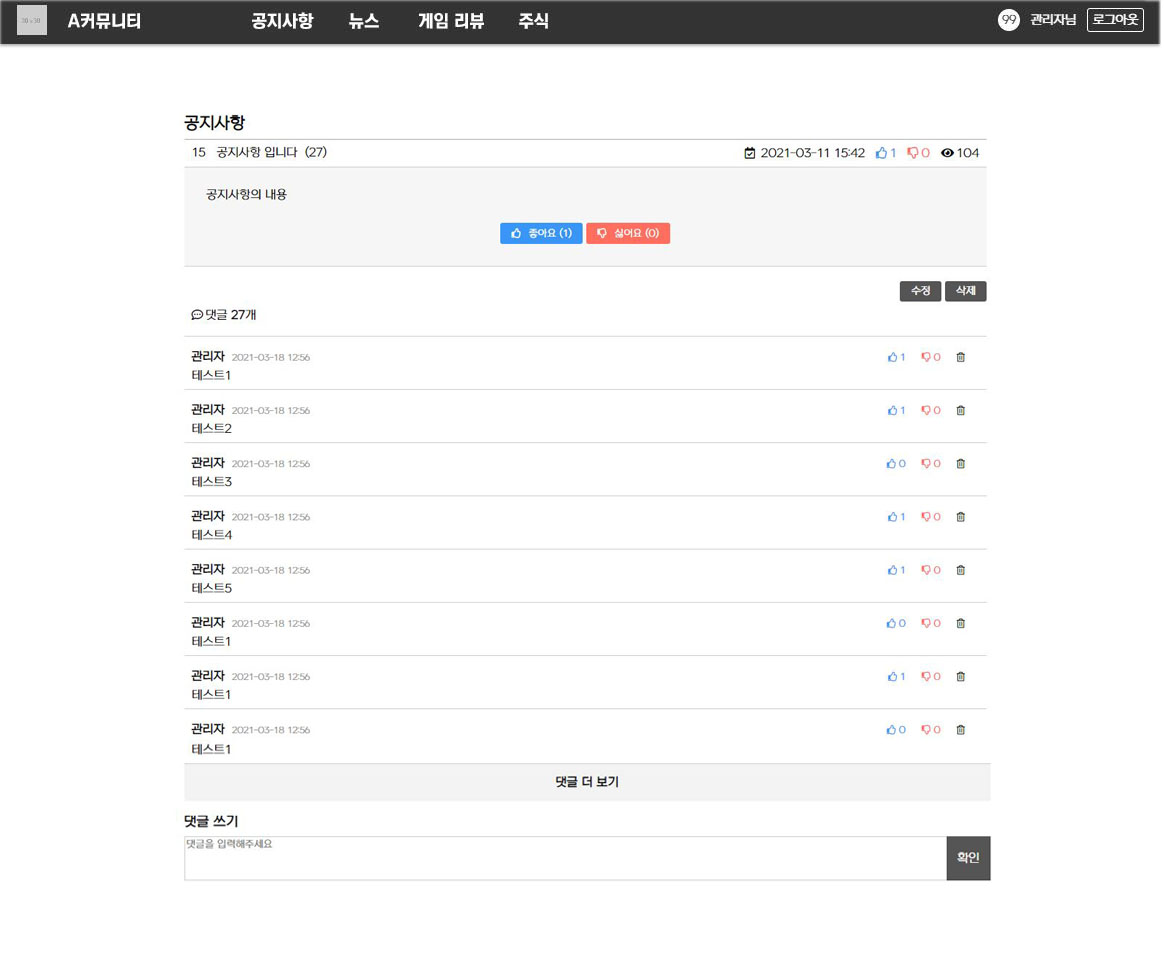 30 x 30 A커뮤니티 공지사항 뉴스 게임 리뷰 주식 99 관리자님 로그아웃
공지사항
15 공지사항 입니다 (27) 2021-03-11 15:42 1 0 104
공지사항의 내용
좋아요 (1) 싫어요 (0)
수정 삭제
댓글 27개
관리자 2021-03-18 12:56 1 0
테스트1
관리자 2021-03-18 12:56 1 0
테스트2
관리자 2021-03-18 12:56 0 0
테스트3
관리자 2021-03-18 12:56 1 0
테스트4
관리자 2021-03-18 12:56 1 0
테스트5
관리자 2021-03-18 12:56 0 0
테스트1
관리자 2021-03-18 12:56 1 0
테스트1
관리자 2021-03-18 12:56 0 0
테스트1
댓글 더 보기
댓글 쓰기
댓글을 입력해주세요
확인